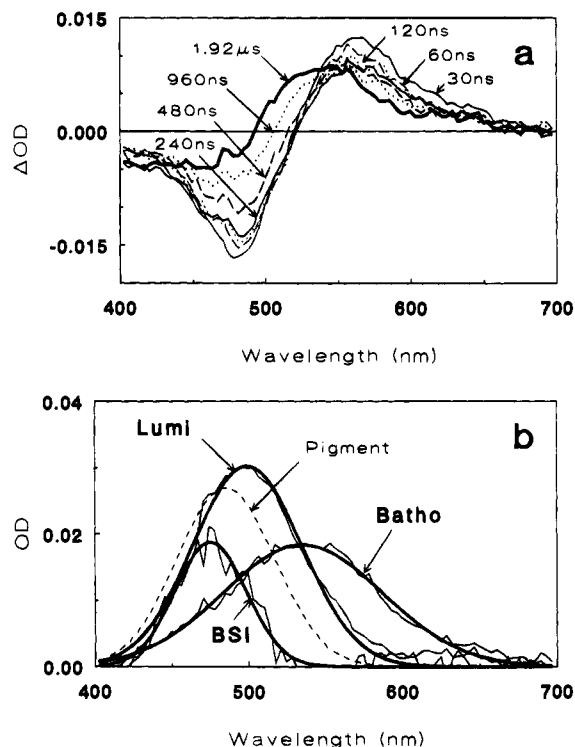 0.015
a
120ns
1.92µs
60ns
960ns
30ns
0.000
480ns
ΔOD
240ns
-0.015
400 500 600 700
Wavelength (nm)
0.04
Lumi
b
Pigment
Batho
OD
0.02
BSI
0.00
400 500 600 700
Wavelength (nm)